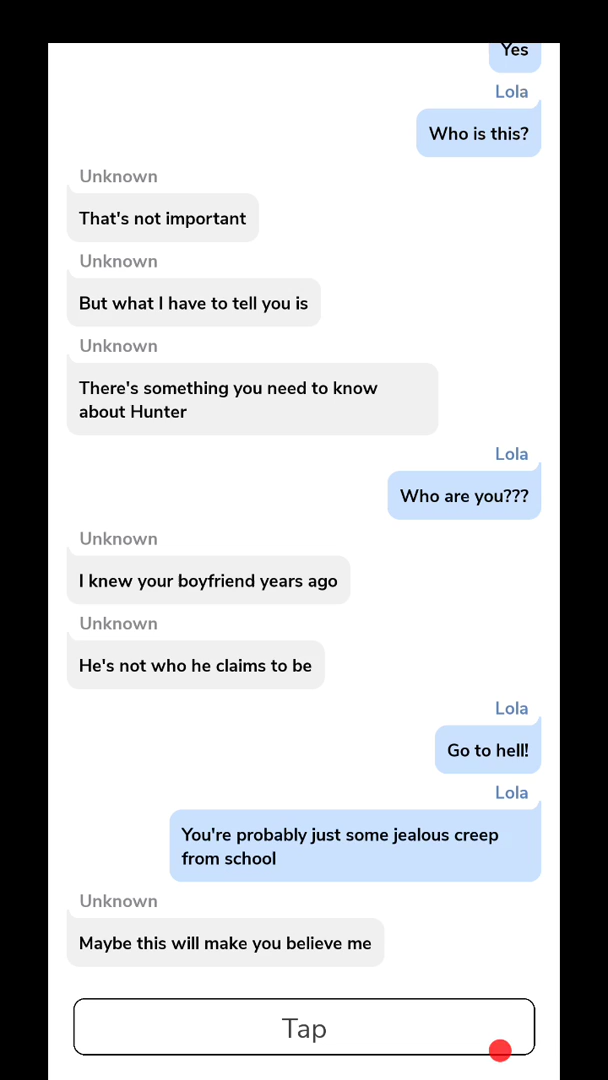 Yes
Lola
Who is this?
Unknown
That's not important
Unknown
But what I have to tell you is
Unknown
There's something you need to know
about Hunter
Lola
Who are you???
Unknown
I knew your boyfriend years ago
Unknown
He's not who he claims to be
Lola
Go to hell!
Lola
You're probably just some jealous creep
from school
Unknown
Maybe this will make you believe me
Tap